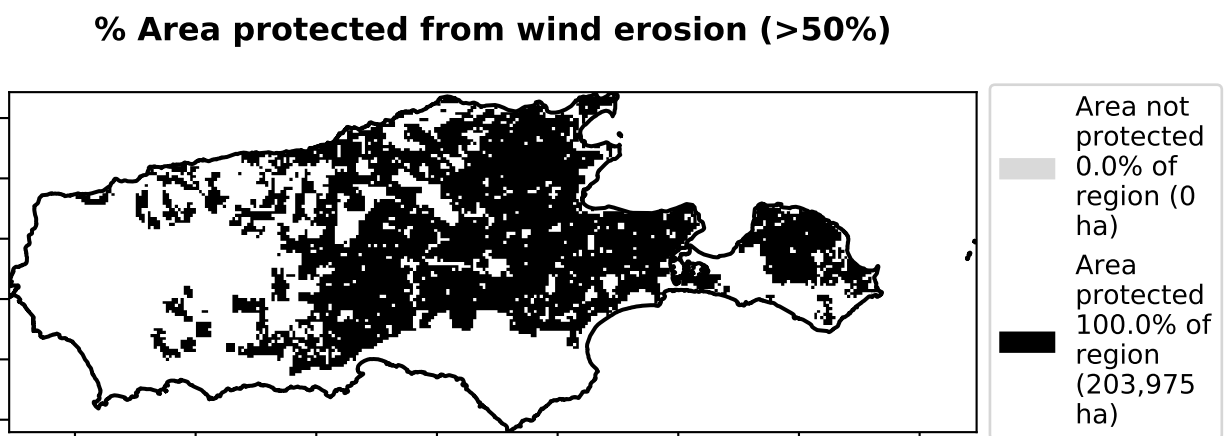 % Area protected from wind erosion (>50%)
Area not
protected
0.0% of
region (0
ha)
Area
protected
100.0% of
region
(203,975
ha)